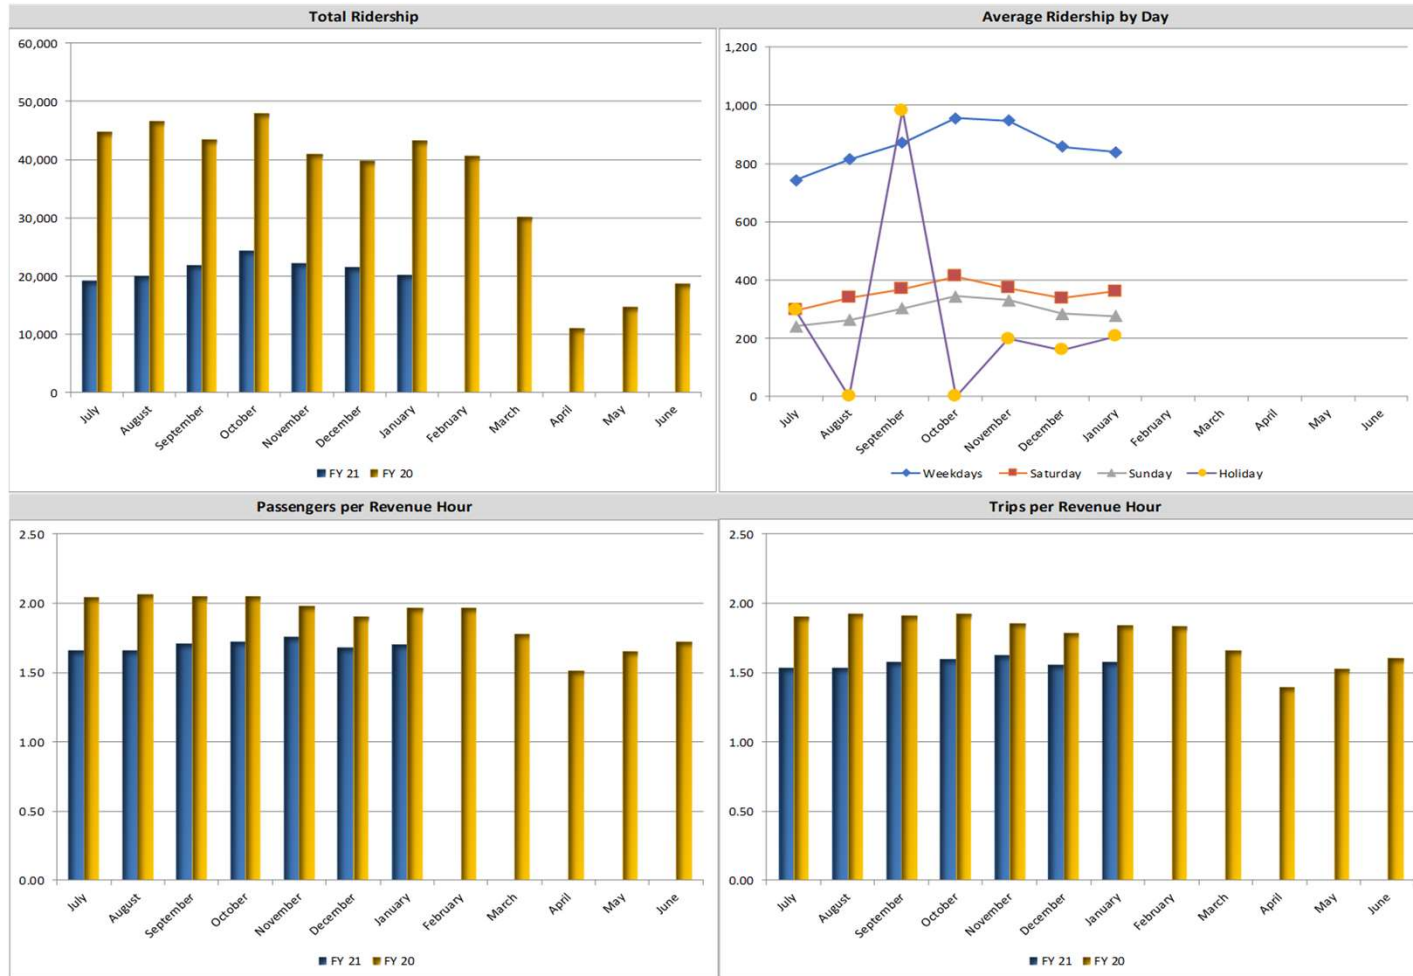 Total Ridership
60,000
50,000
40,000
30,000
20,000
10,000
0
July August September October November December January February March April May June
FY 21 FY 20
Average Ridership by Day
1,200
1,000
800
600
400
200
0
July August September October November December January February March April May June
Weekdays Saturday Sunday Holiday
Passengers per Revenue Hour
2.50
2.00
1.50
1.00
0.50
0.00
July August September October November December January February March April May June
FY 21 FY 20
Trips per Revenue Hour
2.50
2.00
1.50
1.00
0.50
0.00
July August September October November December January February March April May June
FY 21 FY 20